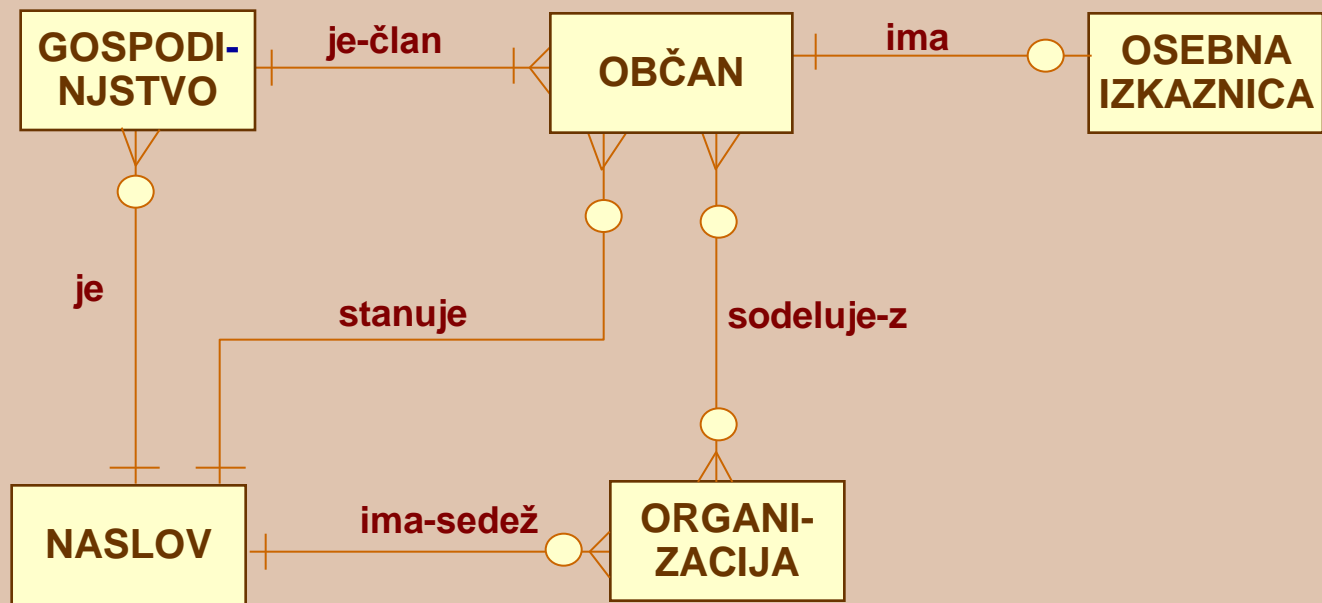 GOSPODI-
NJSTVO
je-član
OBČAN
ima
OSEBNA
IZKAZNICA
je
stanuje
sodeluje-z
NASLOV
ima-sedež
ORGANI-
ZACIJA